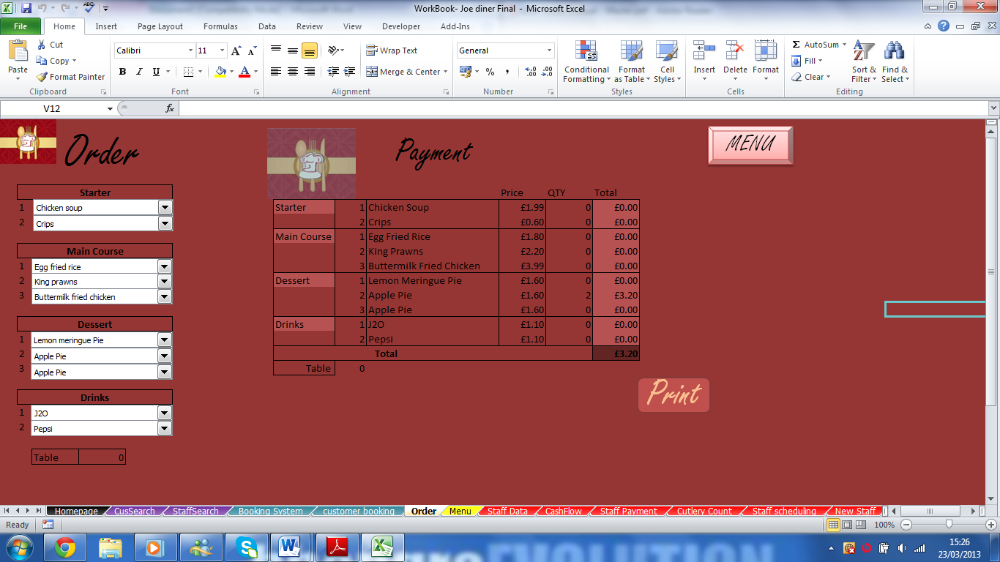 WorkBook- Joe diner Final - Microsoft Excel
File Home Insert Page Layout Formulas Data Review View Developer Add-Ins
Paste Cut Copy Format Painter Clipboard
Calibri 11 B I U A A A Font
Wrap Text Merge & Center Alignment
General % , .00 .0 Number
Conditional Formatting Format as Table Cell Styles Styles
Insert Delete Format Cells
Σ AutoSum Fill Clear Sort & Filter Find & Select Editing
V12 fx
Order
Payment
MENU
Starter
1 Chicken soup
2 Crips
Main Course
1 Egg fried rice
2 King prawns
3 Buttermilk fried chicken
Dessert
1 Lemon meringue Pie
2 Apple Pie
3 Apple Pie
Drinks
1 J2O
2 Pepsi
Table 0
Price QTY Total
Starter 1 Chicken Soup £1.99 0 £0.00
2 Crips £0.60 0 £0.00
Main Course 1 Egg Fried Rice £1.80 0 £0.00
2 King Prawns £2.20 0 £0.00
3 Buttermilk Fried Chicken £3.99 0 £0.00
Dessert 1 Lemon Meringue Pie £1.60 0 £0.00
2 Apple Pie £1.60 2 £3.20
3 Apple Pie £1.60 0 £0.00
Drinks 1 J2O £1.10 0 £0.00
2 Pepsi £1.10 0 £0.00
Total £3.20
Table 0
Print
Homepage CusSearch StaffSearch Booking System customer booking Order Menu Staff Data CashFlow Staff Payment Cutlery Count Staff scheduling New Staff
Ready 100%
EVOLUTION
15:26
23/03/2013